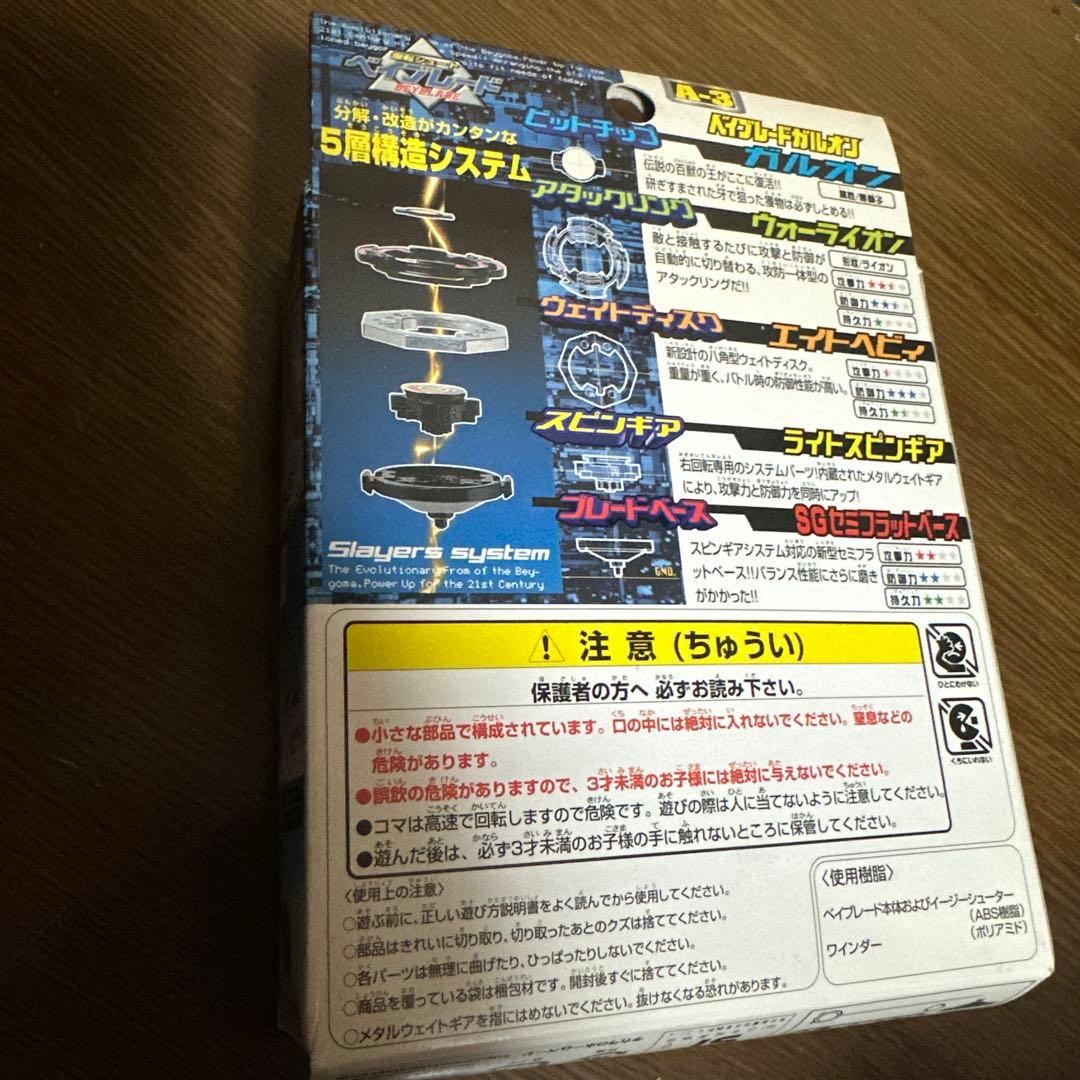 爆転シュート
ベイブレード
BEYBLADE
分解・改造がカンタンな
5層構造システム
Slayers system
The Evolutionary From of the Bey-
goma.Power Up for the 21st Century
A-3
ベイブレードガルオン
ビットチップ
ガルオン
伝説の百獣の王がここに復活!!
研ぎすまされた牙で狙った獲物は必ずしとめる!!
アタックリング
ウォーライオン
敵と接触するたびに攻撃と防御が
自動的に切り替わる、攻防一体型の
アタックリングだ!!
形状/ライオン
攻撃力
防御力
持久力
ウェイトディスク
エイトヘビィ
新設計の八角型ウェイトディスク。
重量が重く、バトル時の防御性能が高い。
攻撃力
防御力
持久力
スピンギア
ライトスピンギア
右回転専用のシステムパーツ!内蔵されたメタルウェイトギア
により、攻撃力と防御力を同時にアップ!
ブレードベース
SGセミフラットベース
スピンギアシステム対応の新型セミフラ
ットベース!!バランス性能にさらに磨き
がかかった!!
攻撃力
防御力
持久力
GND.
注意(ちゅうい)
保護者の方へ 必ずお読み下さい。
●小さな部品で構成されています。口の中には絶対に入れないでください。窒息などの
危険があります。
●誤飲の危険がありますので、3才未満のお子様には絶対に与えないでください。
●コマは高速で回転しますので危険です。遊びの際は人に当てないように注意してください。
●遊んだ後は、必ず3才未満のお子様の手に触れないところに保管してください。
ひとにむけない
くちにいれない
〈使用上の注意〉
○遊ぶ前に、正しい遊び方説明書をよく読んでから使用してください。
○部品はきれいに切り取り、切り取ったあとのクズは捨ててください。
○各パーツは無理に曲げたり、ひっぱったりしないでください。
○商品を覆っている袋は梱包材です。開封後すぐに捨ててください。
○メタルウェイトギアを指にはめないでください。抜けなくなる恐れがあります。
〈使用樹脂〉
ベイブレード本体およびイージーシューター
(ABS樹脂)
ワインダー
(ポリアミド)